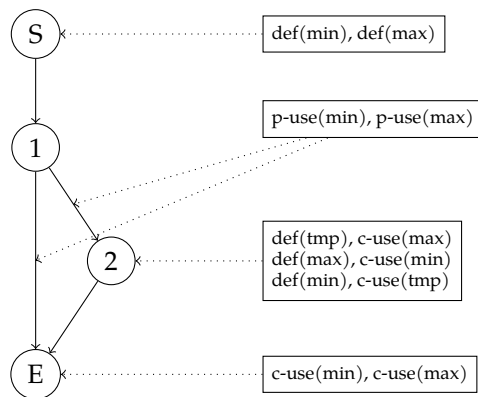 S
def(min), def(max)
p-use(min), p-use(max)
1
def(tmp), c-use(max)
def(max), c-use(min)
def(min), c-use(tmp)
2
E
c-use(min), c-use(max)